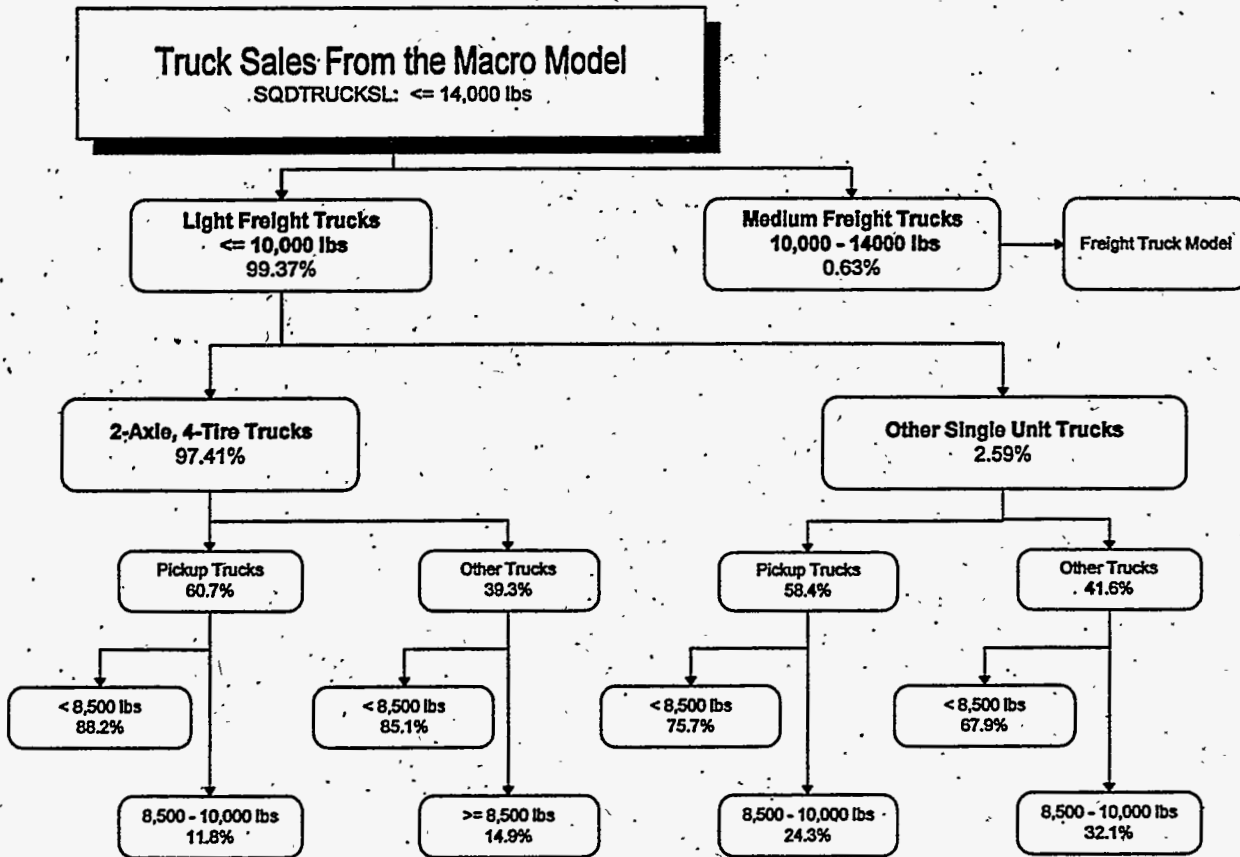 Truck Sales From the Macro Model
SQDTRUCKSL: <= 14,000 lbs
Light Freight Trucks
<= 10,000 lbs
99.37%
Medium Freight Trucks
10,000 - 14000 lbs
0.63%
Freight Truck Model
2-Axle, 4-Tire Trucks
97.41%
Other Single Unit Trucks
2.59%
Pickup Trucks
60.7%
Other Trucks
39.3%
Pickup Trucks
58.4%
Other Trucks
41.6%
< 8,500 lbs
88.2%
< 8,500 lbs
85.1%
< 8,500 lbs
75.7%
< 8,500 lbs
67.9%
8,500 - 10,000 lbs
11.8%
>= 8,500 lbs
14.9%
8,500 - 10,000 lbs
24.3%
8,500 - 10,000 lbs
32.1%